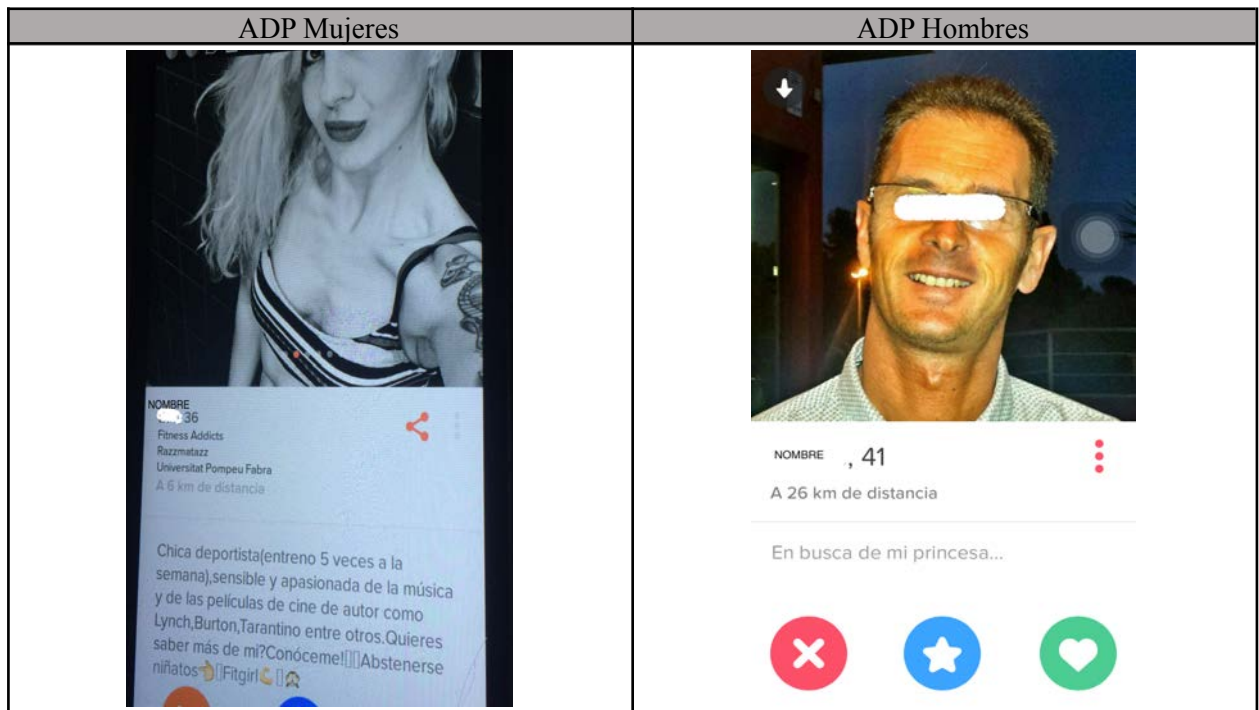 ADP Mujeres
ADP Hombres
NOMBRE
36
Fitness Addicts
Razzmatazz
Universitat Pompeu Fabra
A 6 km de distancia
Chica deportista(entreno 5 veces a la
semana),sensible y apasionada de la música
y de las películas de cine de autor como
Lynch,Burton,Tarantino entre otros.Quieres
saber más de mi?Conóceme!▯▯Abstenerse
niñatos👈▯Fitgirl💪▯🙅
NOMBRE , 41
A 26 km de distancia
En busca de mi princesa...